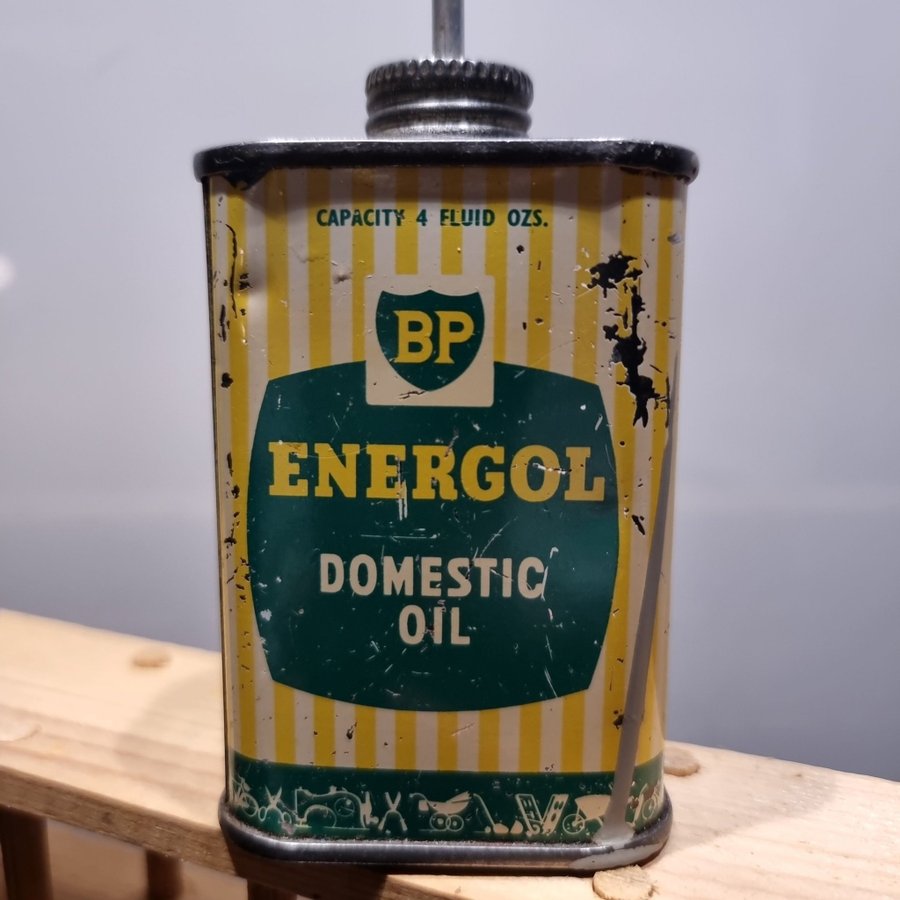 CAPACITY 4 FLUID OZS.
BP
ENERGOL
DOMESTIC
OIL